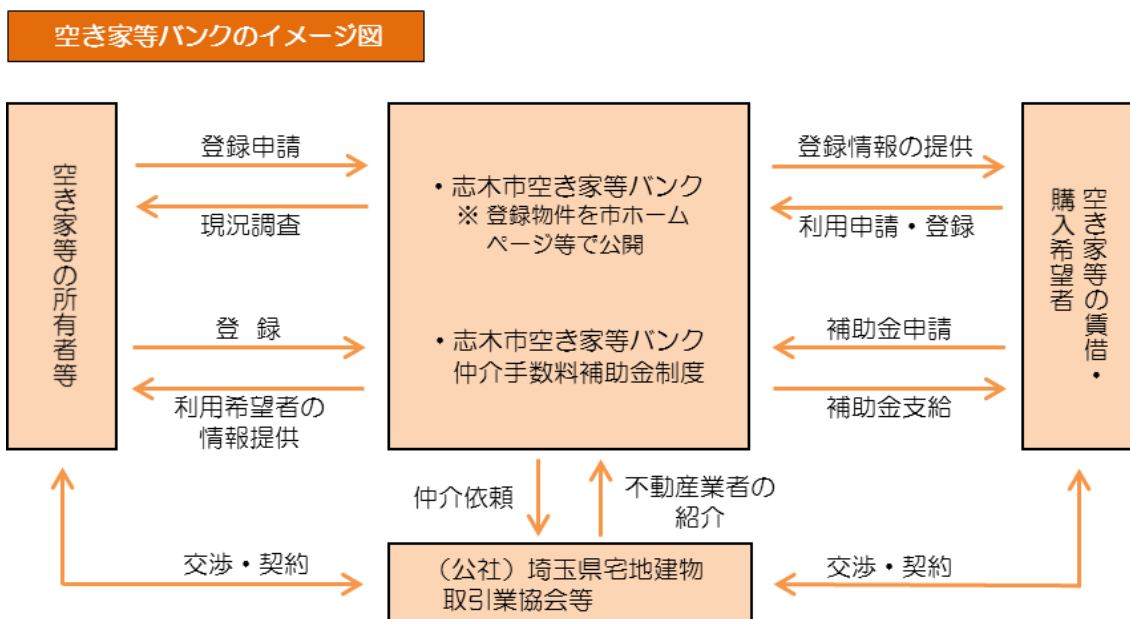 空き家等バンクのイメージ図
空き家等の所有者等
登録申請
現況調査
登 録
利用希望者の
情報提供
・志木市空き家等バンク
※ 登録物件を市ホーム
ページ等で公開
・志木市空き家等バンク
仲介手数料補助金制度
登録情報の提供
利用申請・登録
補助金申請
補助金支給
空き家等の賃借・
購入希望者
仲介依頼
不動産業者の
紹介
交渉・契約
（公社）埼玉県宅地建物
取引業協会等
交渉・契約